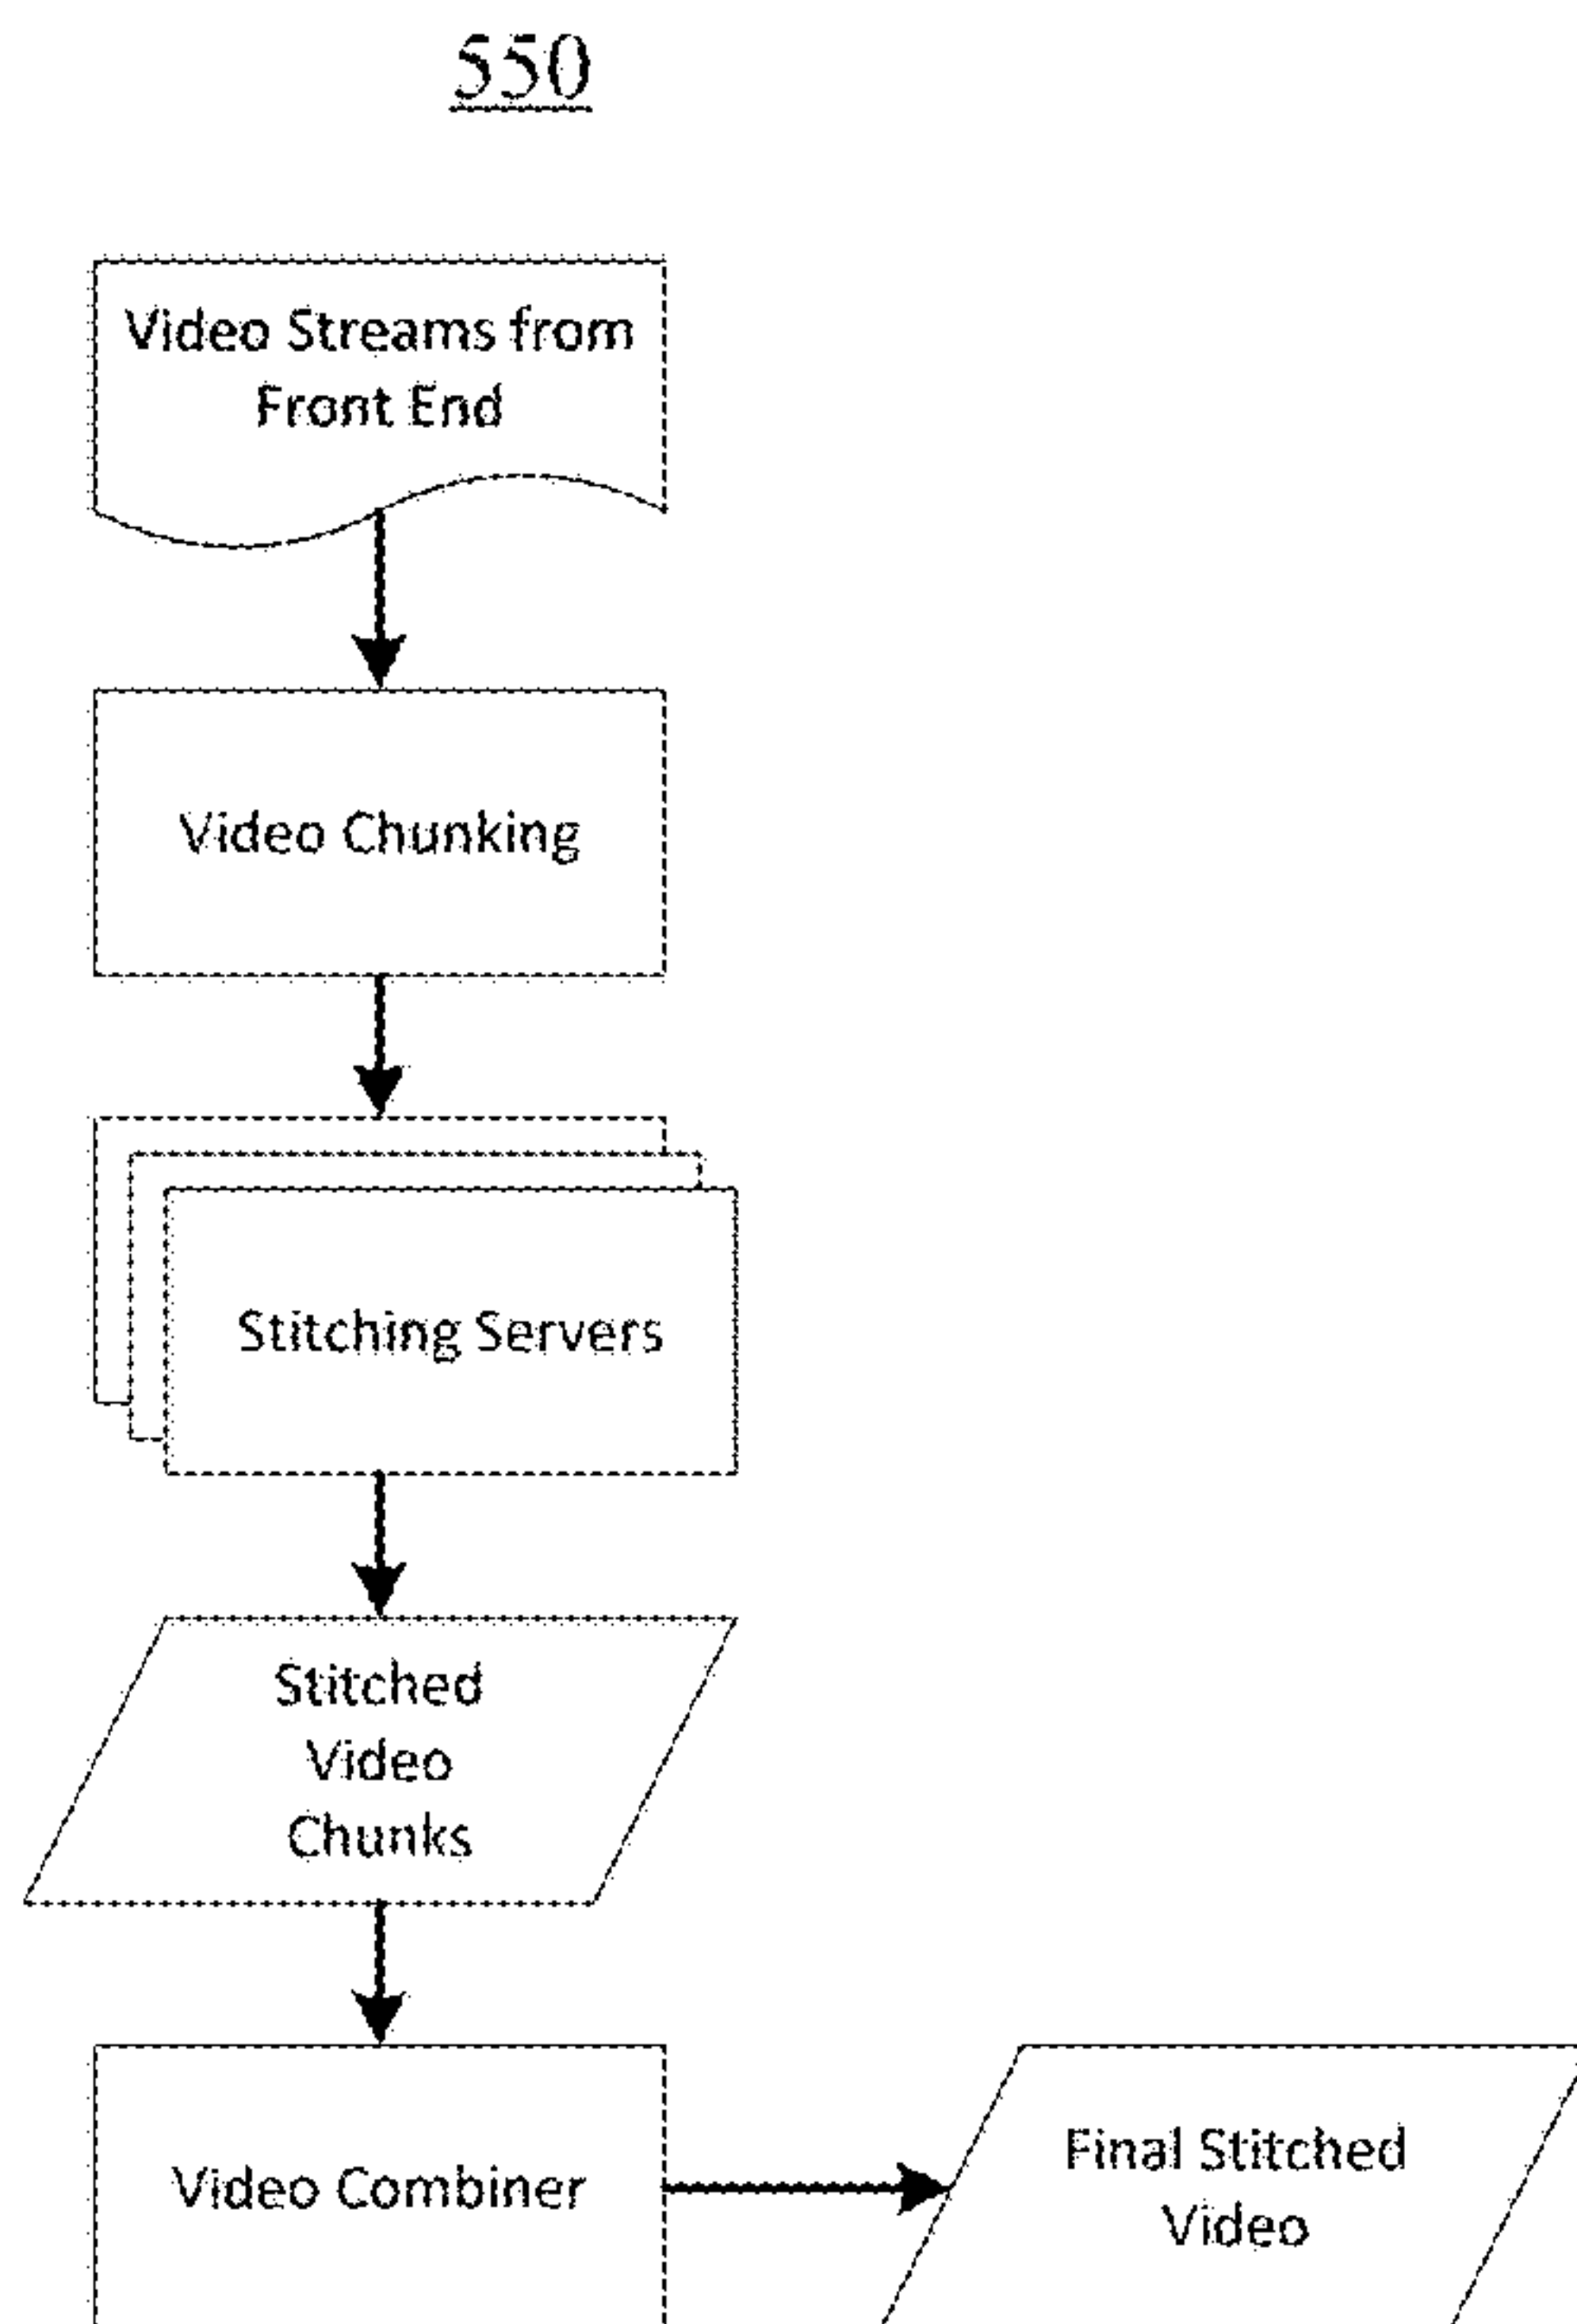 550
Video Streams from
Front End
Video Chunking
Stitching Servers
Stitched
Video
Chunks
Video Combiner
Final Stitched
Video